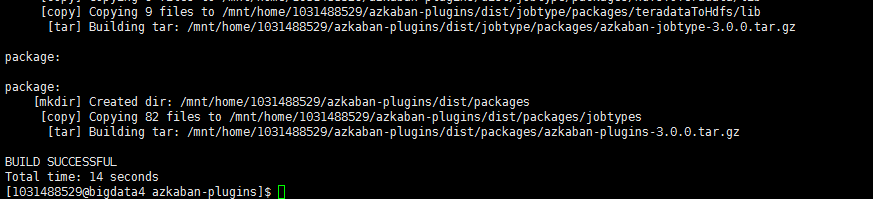 [copy] Copying 9 files to /mnt/home/1031488529/azkaban-plugins/dist/jobtype/packages/teradataToHdfs/lib
[tar] Building tar: /mnt/home/1031488529/azkaban-plugins/dist/jobtype/packages/azkaban-jobtype-3.0.0.tar.gz
package:
package:
[mkdir] Created dir: /mnt/home/1031488529/azkaban-plugins/dist/packages
[copy] Copying 82 files to /mnt/home/1031488529/azkaban-plugins/dist/packages/jobtypes
[tar] Building tar: /mnt/home/1031488529/azkaban-plugins/dist/packages/azkaban-plugins-3.0.0.tar.gz
BUILD SUCCESSFUL
Total time: 14 seconds
[1031488529@bigdata4 azkaban-plugins]$